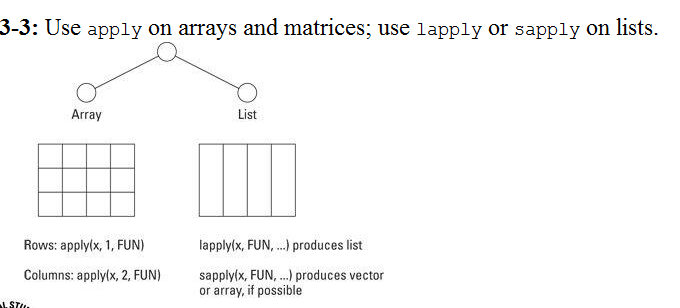 3-3: Use apply on arrays and matrices; use lapply or sapply on lists.
Array
List
Rows: apply(x, 1, FUN)
lapply(x, FUN, ...) produces list
Columns: apply(x, 2, FUN)
sapply(x, FUN, ...) produces vector
or array, if possible